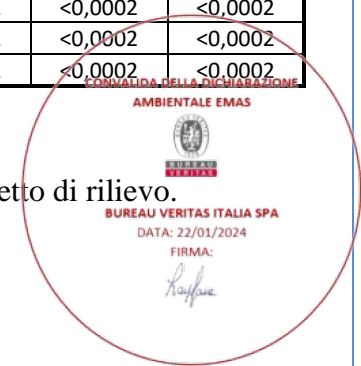 <0,0002 <0,0002
<0,0002 <0,0002
<0,0002 <0,0002
CONVALIDA DELLA DICHIARAZIONE
AMBIENTALE EMAS
BUREAU
VERITAS
etto di rilievo.
BUREAU VERITAS ITALIA SPA
DATA: 22/01/2024
FIRMA: